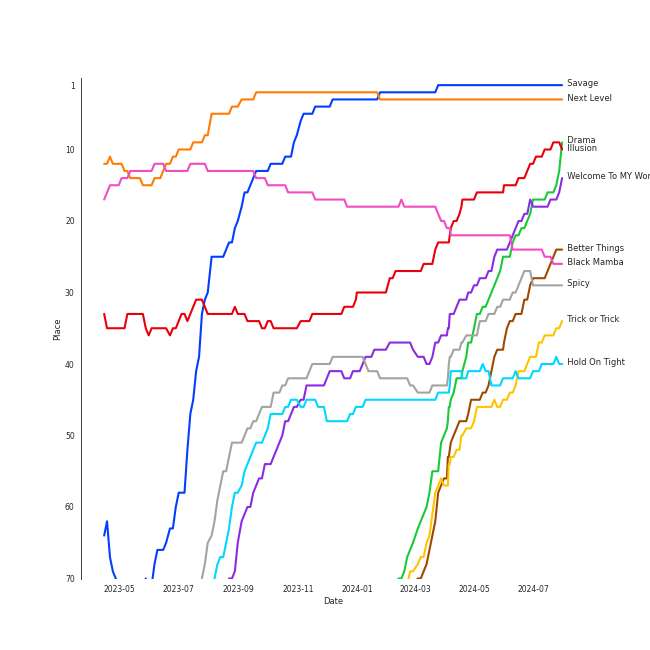 1
10
20
30
40
50
60
70
Place
2023-05
2023-07
2023-09
2023-11
2024-01
2024-03
2024-05
2024-07
Date
Savage
Next Level
Drama
Illusion
Welcome To MY Wor
Better Things
Black Mamba
Spicy
Trick or Trick
Hold On Tight